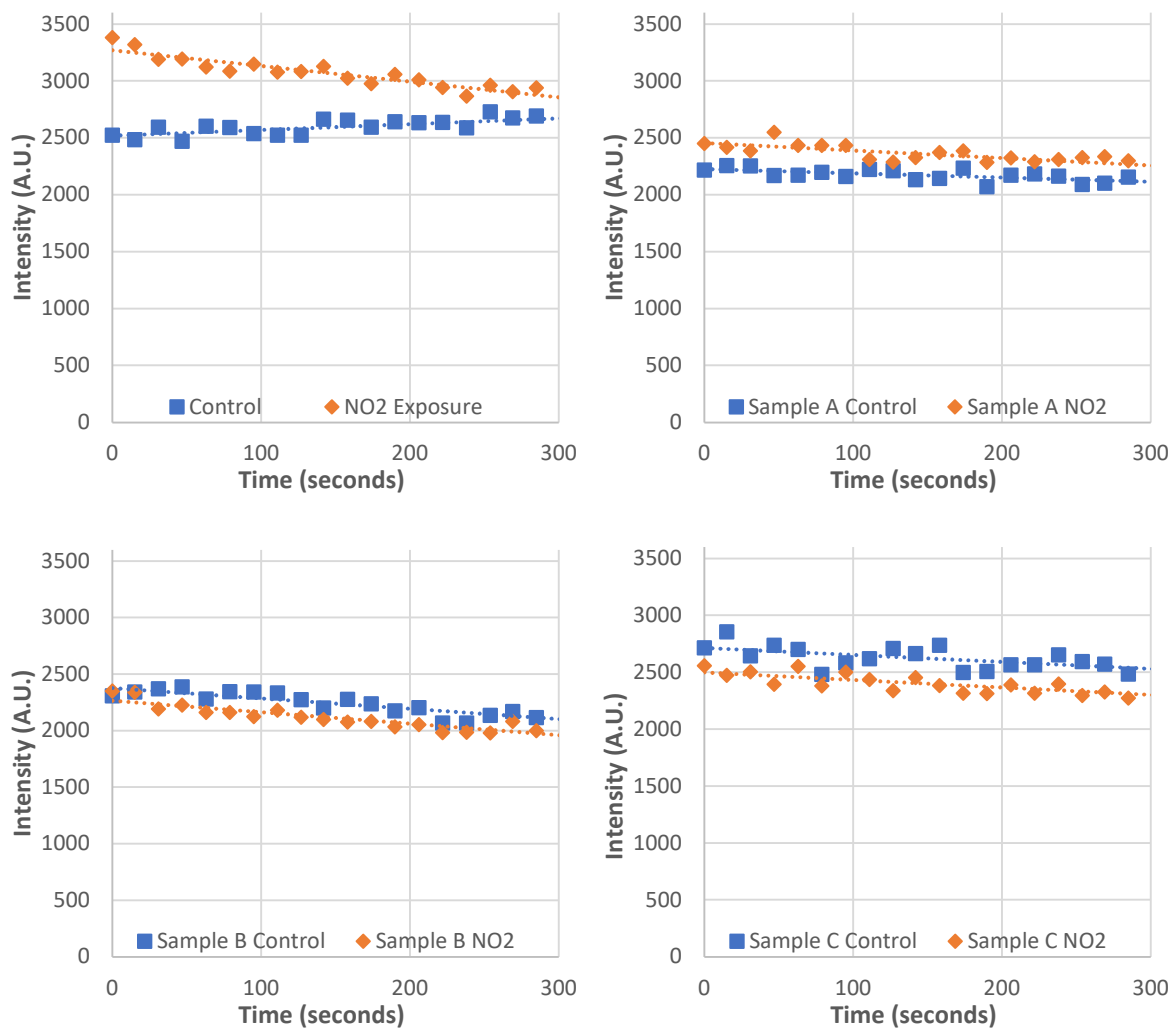 3500
3000
2500
2000
1500
1000
500
0
Intensity (A.U.)
Control NO2 Exposure
0 100 200 300
Time (seconds)
3500
3000
2500
2000
1500
1000
500
0
Intensity (A.U.)
Sample A Control Sample A NO2
0 100 200 300
Time (seconds)
3500
3000
2500
2000
1500
1000
500
0
Intensity (A.U.)
Sample B Control Sample B NO2
0 100 200 300
Time (seconds)
3500
3000
2500
2000
1500
1000
500
0
Intensity (A.U.)
Sample C Control Sample C NO2
0 100 200 300
Time (seconds)